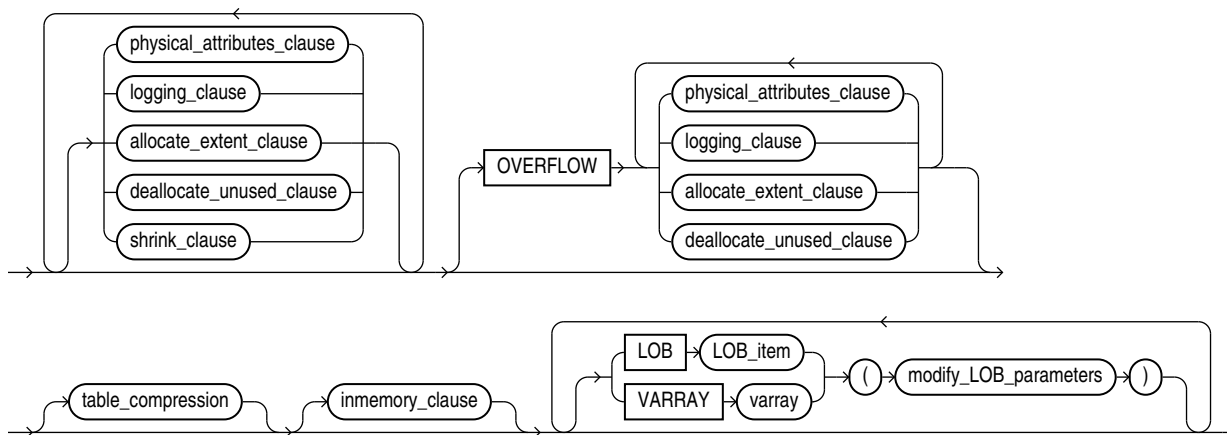 physical_attributes_clause
logging_clause
allocate_extent_clause
deallocate_unused_clause
shrink_clause
OVERFLOW
physical_attributes_clause
logging_clause
allocate_extent_clause
deallocate_unused_clause
table_compression
inmemory_clause
LOB LOB_item
VARRAY varray
( modify_LOB_parameters )